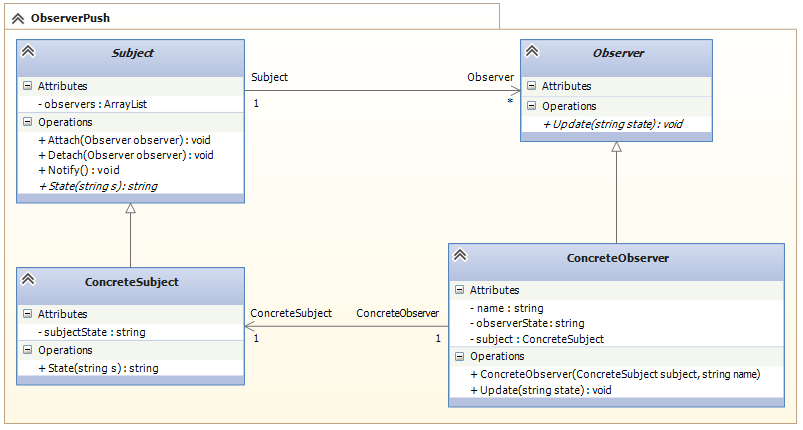 ObserverPush
Subject
Attributes
- observers : ArrayList
Operations
+ Attach(Observer observer) : void
+ Detach(Observer observer) : void
+ Notify() : void
+ State(string s) : string
Subject
Observer
1
*
Observer
Attributes
Operations
+ Update(string state) : void
ConcreteSubject
Attributes
- subjectState : string
Operations
+ State(string s) : string
ConcreteSubject
ConcreteObserver
1
1
ConcreteObserver
Attributes
- name : string
- observerState : string
- subject : ConcreteSubject
Operations
+ ConcreteObserver(ConcreteSubject subject, string name)
+ Update(string state) : void